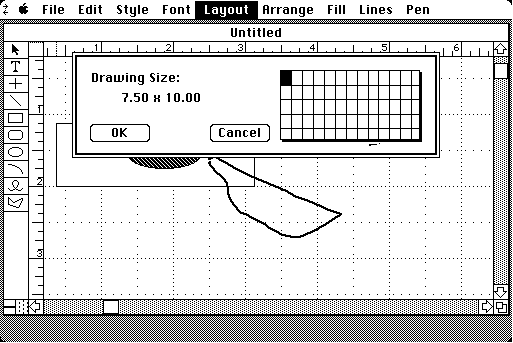 File Edit Style Font Layout Arrange Fill Lines Pen
Untitled
1 2 3 4 5 6
T
Drawing Size:
7.50 x 10.00
OK Cancel
1
2
3